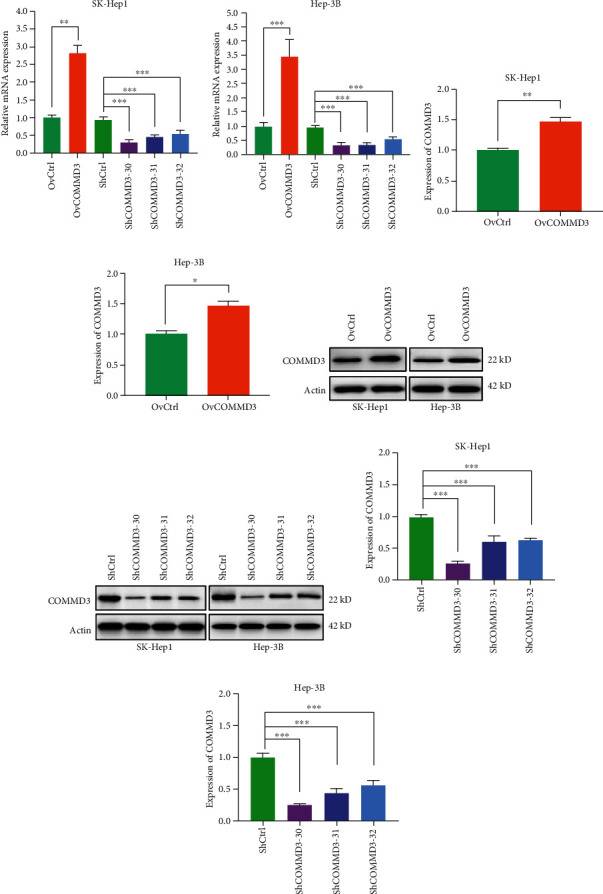 SK-Hep1
Relative mRNA expression
4.0
3.5
3.0
2.5
2.0
1.5
1.0
0.5
0.0
**
***
***
***
OvCtrl
OvCOMMD3
ShCtrl
ShCOMMD3-30
ShCOMMD3-31
ShCOMMD3-32
Hep-3B
Relative mRNA expression
5.0
4.5
4.0
3.5
3.0
2.5
2.0
1.5
1.0
0.5
0.0
***
***
***
***
OvCtrl
OvCOMMD3
ShCtrl
ShCOMMD3-30
ShCOMMD3-31
ShCOMMD3-32
SK-Hep1
Expression of COMMD3
2.0
1.5
1.0
0.5
0.0
**
OvCtrl
OvCOMMD3
Hep-3B
Expression of COMMD3
2.0
1.5
1.0
0.5
0.0
*
OvCtrl
OvCOMMD3
OvCtrl
OvCOMMD3
OvCtrl
OvCOMMD3
COMMD3
22 kD
Actin
42 kD
SK-Hep1
Hep-3B
ShCtrl
ShCOMMD3-30
ShCOMMD3-31
ShCOMMD3-32
ShCtrl
ShCOMMD3-30
ShCOMMD3-31
ShCOMMD3-32
COMMD3
22 kD
Actin
42 kD
SK-Hep1
Hep-3B
SK-Hep1
Expression of COMMD3
2.0
1.5
1.0
0.5
0.0
***
***
***
ShCtrl
ShCOMMD3-30
ShCOMMD3-31
ShCOMMD3-32
Hep-3B
Expression of COMMD3
2.0
1.5
1.0
0.5
0.0
***
***
***
ShCtrl
ShCOMMD3-30
ShCOMMD3-31
ShCOMMD3-32